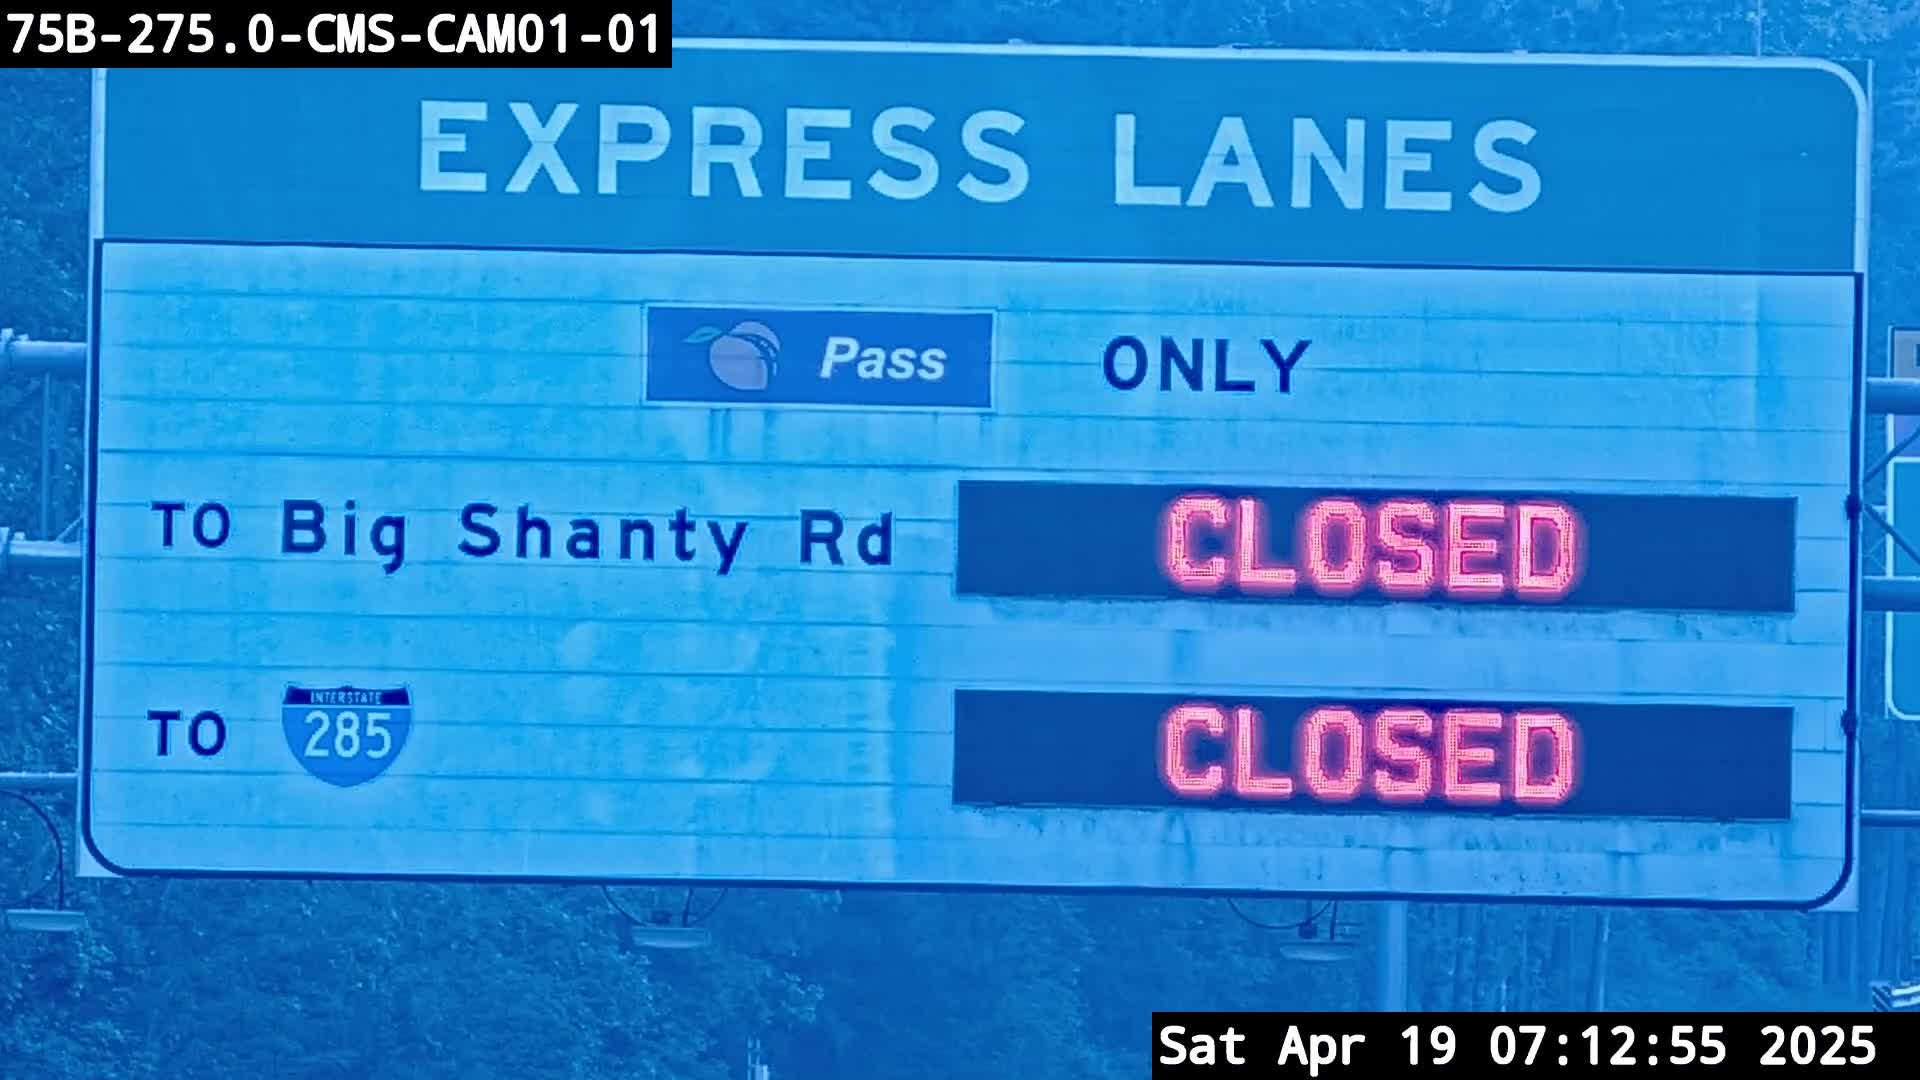 75B-275.0-CMS-CAM01-01
EXPRESS LANES
Pass ONLY
TO Big Shanty Rd CLOSED
TO INTERSTATE 285 CLOSED
Sat Apr 19 07:12:55 2025